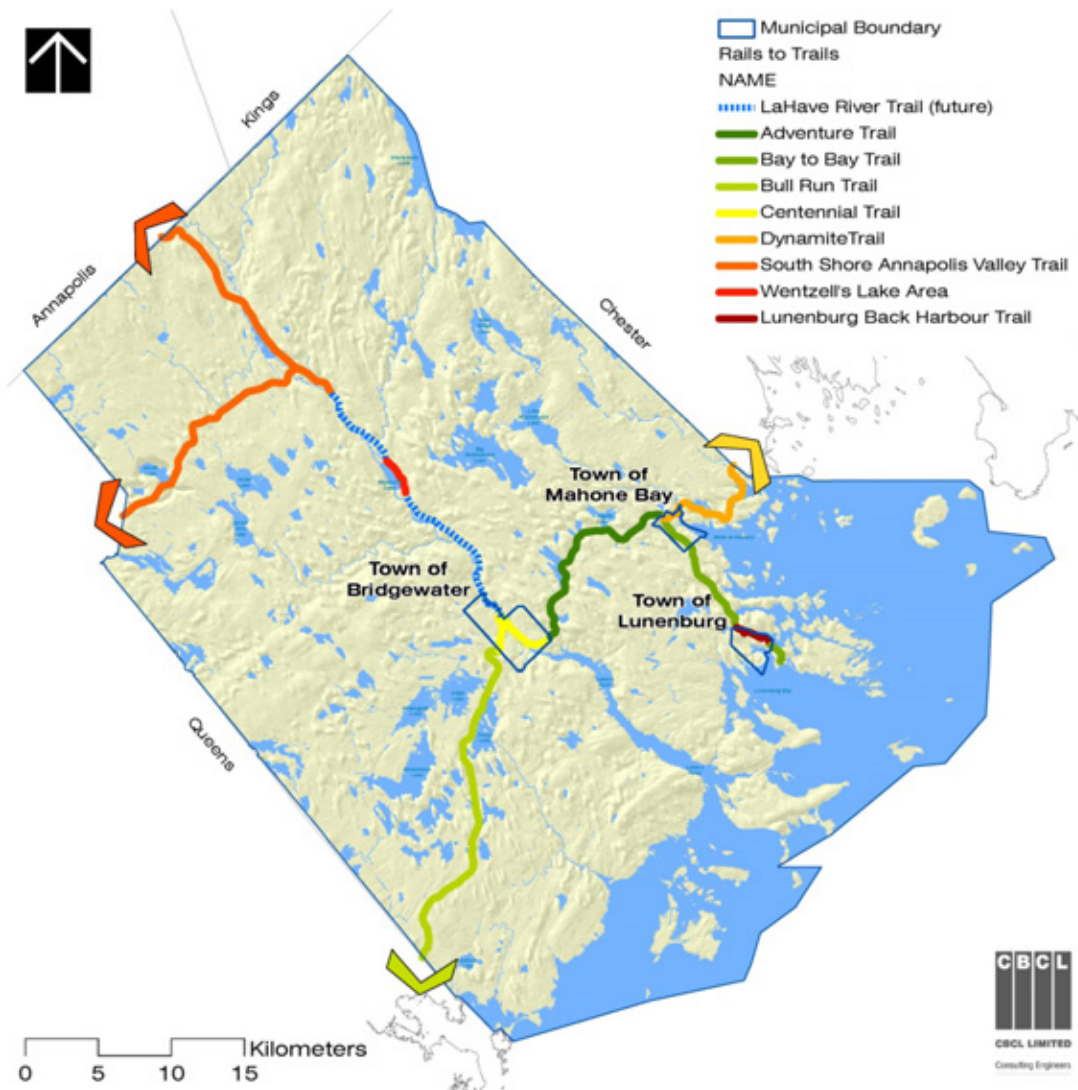 Municipal Boundary
Rails to Trails
NAME
LaHave River Trail (future)
Adventure Trail
Bay to Bay Trail
Bull Run Trail
Centennial Trail
DynamiteTrail
South Shore Annapolis Valley Trail
Wentzell's Lake Area
Lunenburg Back Harbour Trail
Kings
Annapolis
Chester
Town of
Mahone Bay
Town of
Bridgewater
Town of
Lunenburg
Queens
0 5 10 15 Kilometers
CBCL
CBCL LIMITED
Consulting Engineers